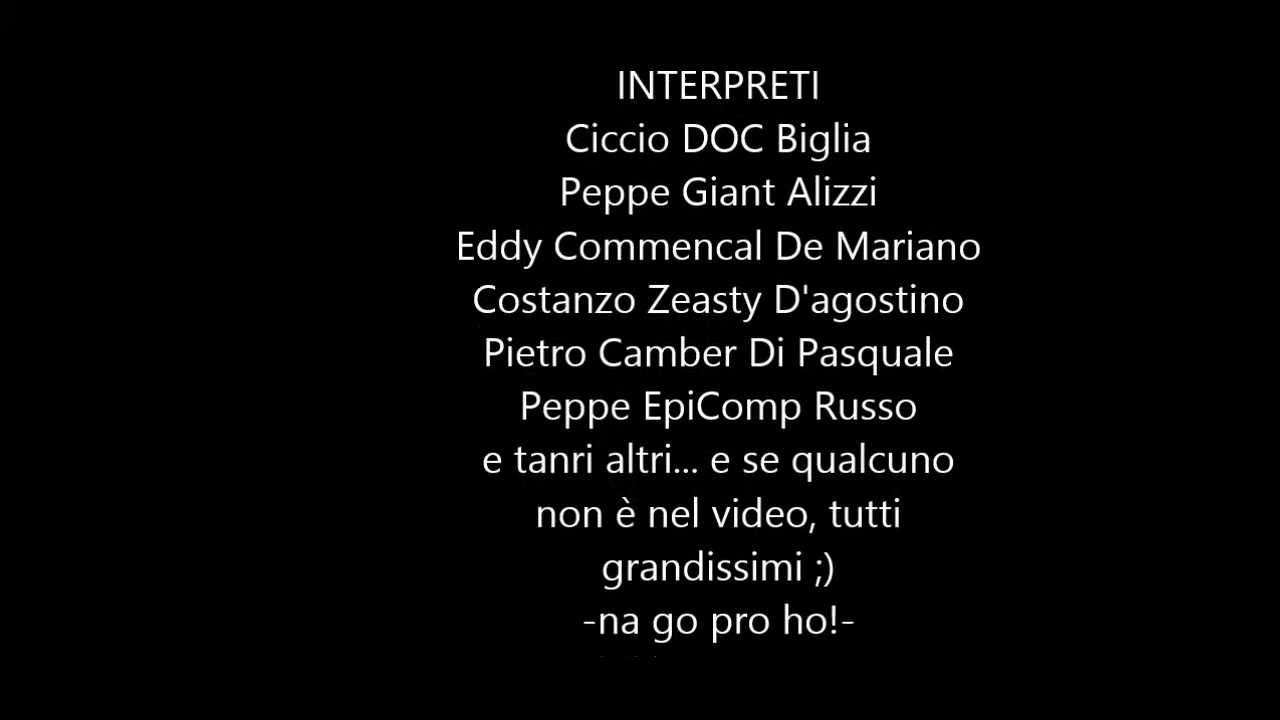 INTERPRETI
Ciccio DOC Biglia
Peppe Giant Alizzi
Eddy Commencal De Mariano
Costanzo Zeasty D'agostino
Pietro Camber Di Pasquale
Peppe EpiComp Russo
e tanri altri... e se qualcuno
non è nel video, tutti
grandissimi ;)
-na go pro ho!-